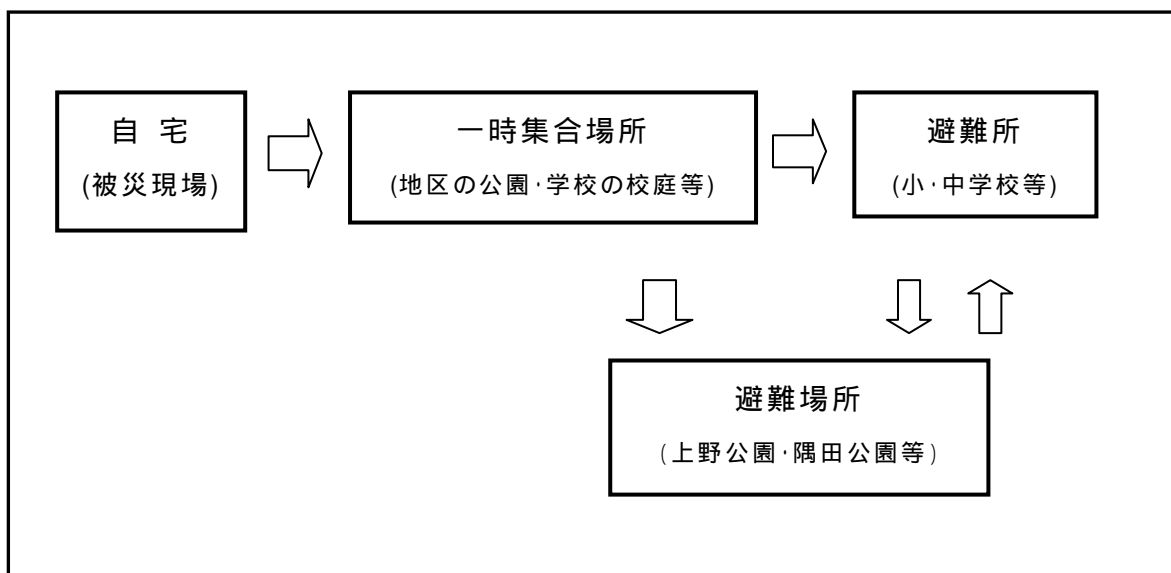 自宅
(被災現場)
一時集合場所
(地区の公園·学校の校庭等)
避難所
(小·中学校等)
避難場所
(上野公園·隅田公園等)